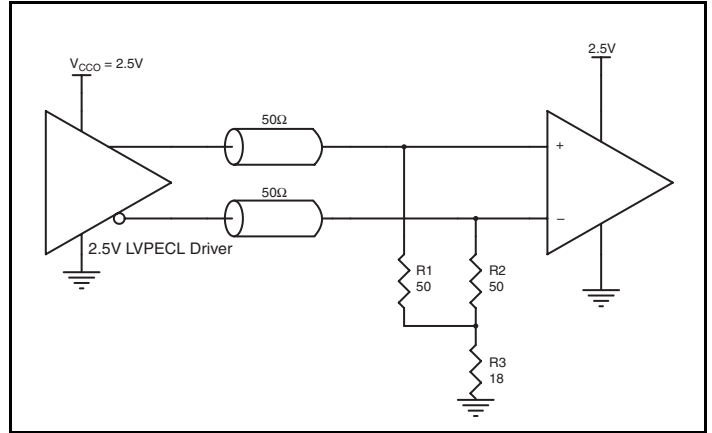 V_CCO = 2.5V
2.5V
50Ω
+
50Ω
−
2.5V LVPECL Driver
R1
50
R2
50
R3
18